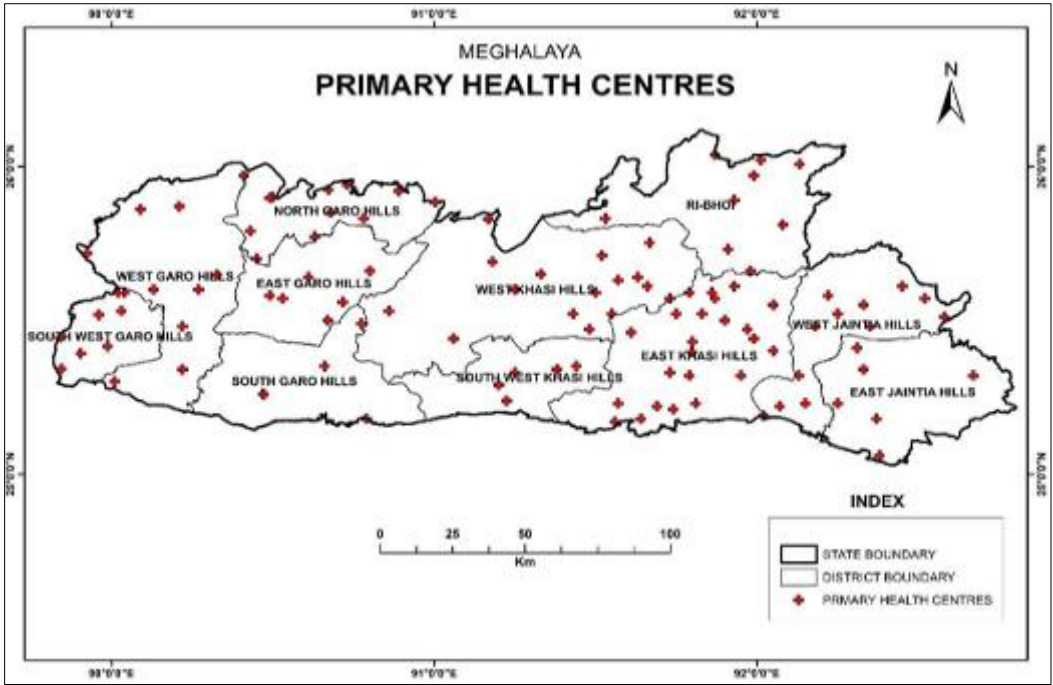 90°0'0"E 91°0'0"E 92°0'0"E
MEGHALAYA
PRIMARY HEALTH CENTRES
N
26°0'0"N 26°0'0"N
RI-BHOI
NORTH GARO HILLS
WEST GARO HILLS
EAST GARO HILLS
WEST KHASI HILLS
WEST JAINTIA HILLS
SOUTH WEST GARO HILLS
EAST KHASI HILLS
SOUTH GARO HILLS
SOUTH WEST KHASI HILLS
EAST JAINTIA HILLS
25°0'0"N 25°0'0"N
INDEX
0 25 50 100
Km
STATE BOUNDARY
DISTRICT BOUNDARY
PRIMARY HEALTH CENTRES
90°0'0"E 91°0'0"E 92°0'0"E